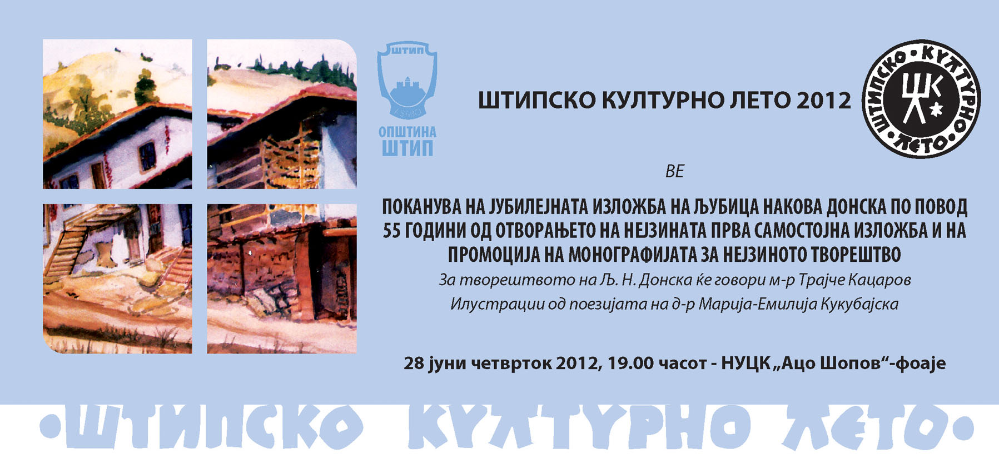 ШТИП
ОПШТИНА
ШТИП
ШТИПСКО КУЛТУРНО ЛЕТО 2012
ШТИПСКО • КУЛТУРНО • ЛЕТО •
ШКЛ
ВЕ
ПОКАНУВА НА ЈУБИЛЕЈНАТА ИЗЛОЖБА НА ЉУБИЦА НАКОВА ДОНСКА ПО ПОВОД
55 ГОДИНИ ОД ОТВОРАЊЕТО НА НЕЈЗИНАТА ПРВА САМОСТОЈНА ИЗЛОЖБА И НА
ПРОМОЦИЈА НА МОНОГРАФИЈАТА ЗА НЕЈЗИНОТО ТВОРЕШТВО
За творештвото на Љ. Н. Донска ќе говори м-р Трајче Кацаров
Илустрации од поезијата на д-р Марија-Емилија Кукубајска
28 јуни четврток 2012, 19.00 часот - НУЦК „Ацо Шопов“-фоаје
•ШТИПСКО КУЛТУРНО ЛЕТО•